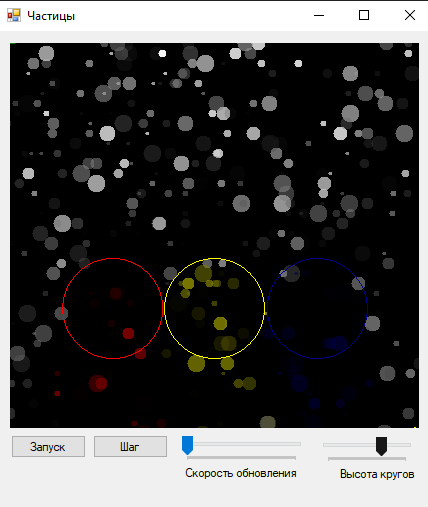 Частицы
Запуск
Шаг
Скорость обновления
Высота кругов